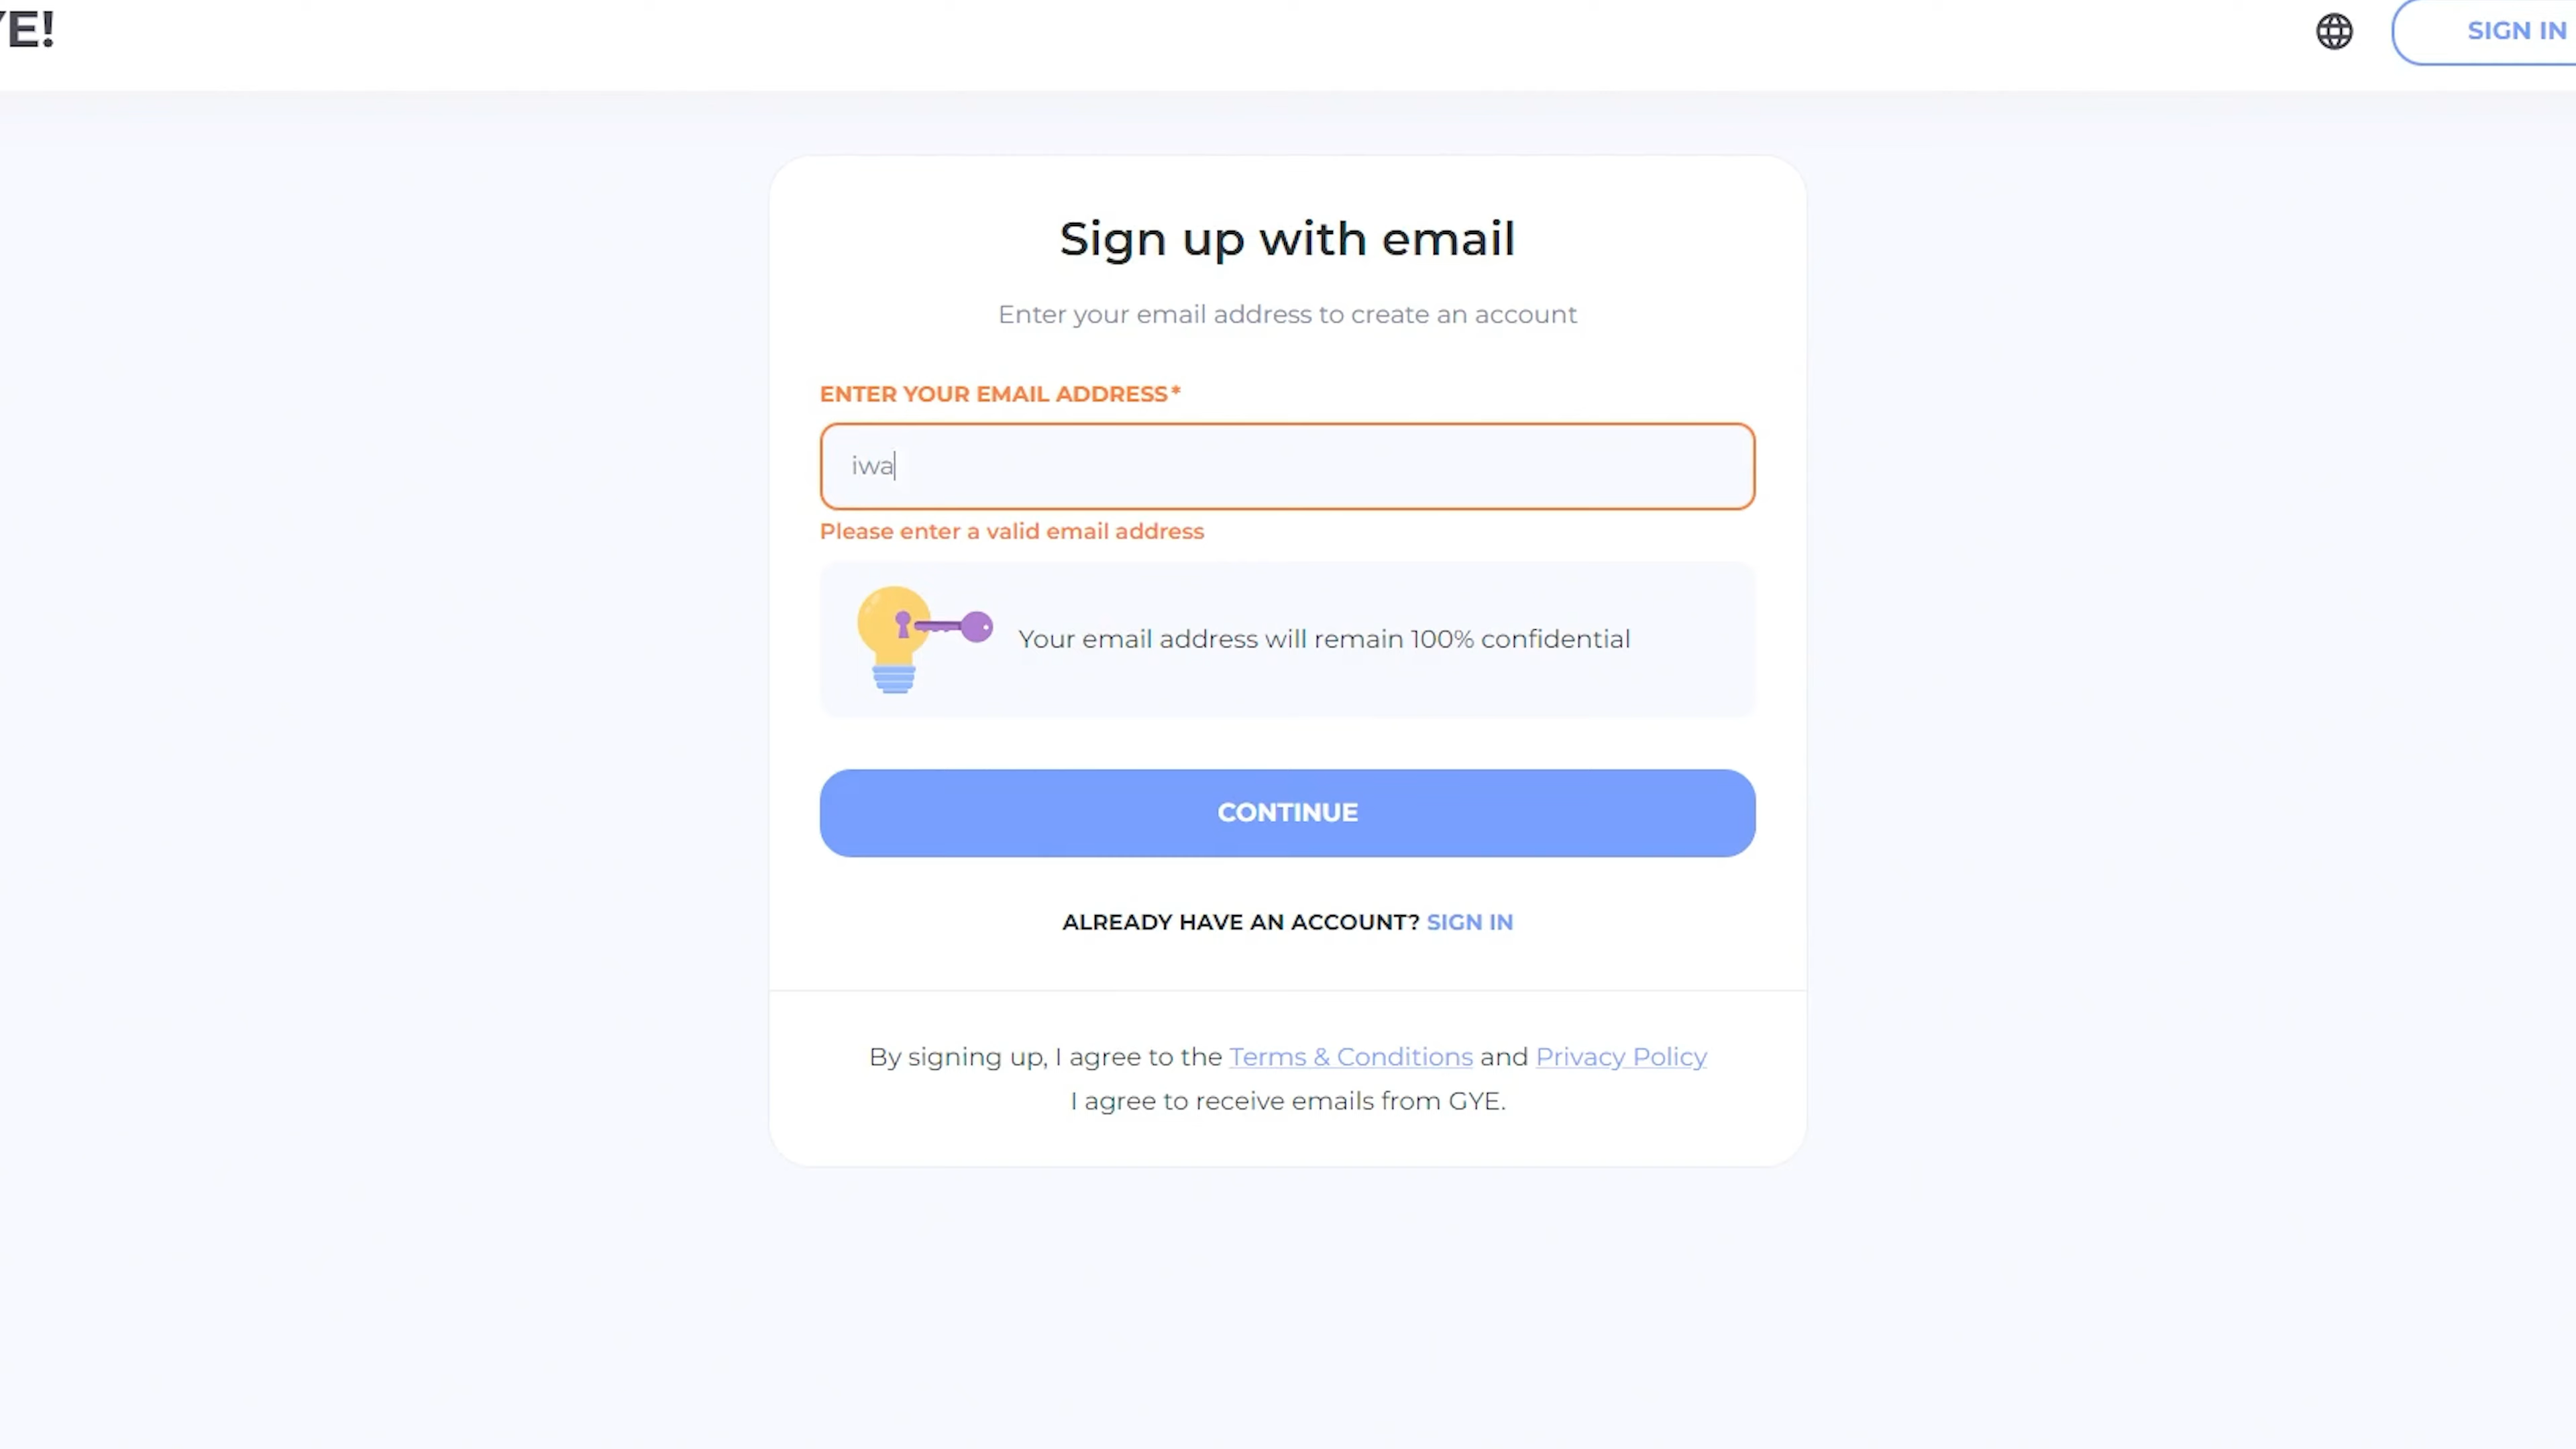 YE!
SIGN IN
Sign up with email
Enter your email address to create an account
ENTER YOUR EMAIL ADDRESS*
iwa
Please enter a valid email address
Your email address will remain 100% confidential
CONTINUE
ALREADY HAVE AN ACCOUNT? SIGN IN
By signing up, I agree to the Terms & Conditions and Privacy Policy
I agree to receive emails from GYE.